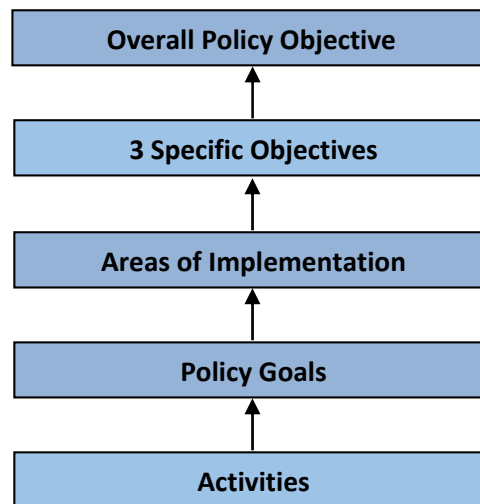 Overall Policy Objective
3 Specific Objectives
Areas of Implementation
Policy Goals
Activities